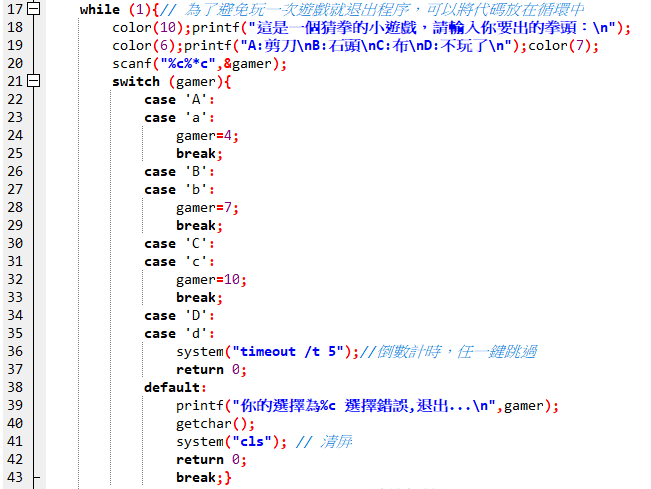 17 while (1){// 為了避免玩一次遊戲就退出程序，可以將代碼放在循環中
18 color(10);printf("這是一個猜拳的小遊戲，請輸入你要出的拳頭：\n");
19 color(6);printf("A:剪刀\nB:石頭\nC:布\nD:不玩了\n");color(7);
20 scanf("%c%*c",&gamer);
21 switch (gamer){
22 case 'A':
23 case 'a':
24 gamer=4;
25 break;
26 case 'B':
27 case 'b':
28 gamer=7;
29 break;
30 case 'C':
31 case 'c':
32 gamer=10;
33 break;
34 case 'D':
35 case 'd':
36 system("timeout /t 5");//倒數計時，任一鍵跳過
37 return 0;
38 default:
39 printf("你的選擇為%c 選擇錯誤,退出...\n",gamer);
40 getchar();
41 system("cls"); // 清屏
42 return 0;
43 break;}